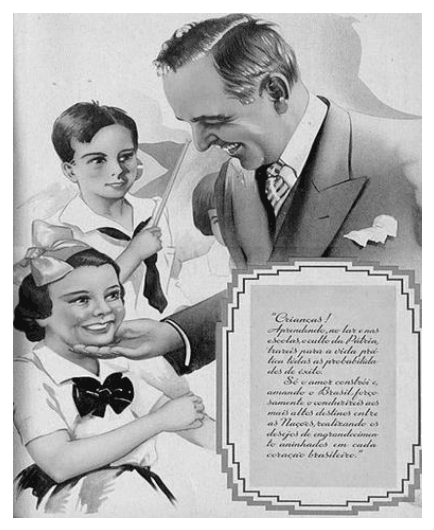 "Crianças!
Aprendendo, no lar e nas
escolas, o culto da Pátria,
trareis para a vida prá-
tica todas as probabilida
des de êxito.
Só o amor constrói e,
amando o Brasil, forço-
samente o conduzireis aos
mais altos destinos entre
as Nações, realizando os
desejos de engrandecimen
to aninhados em cada
coração brasileiro."